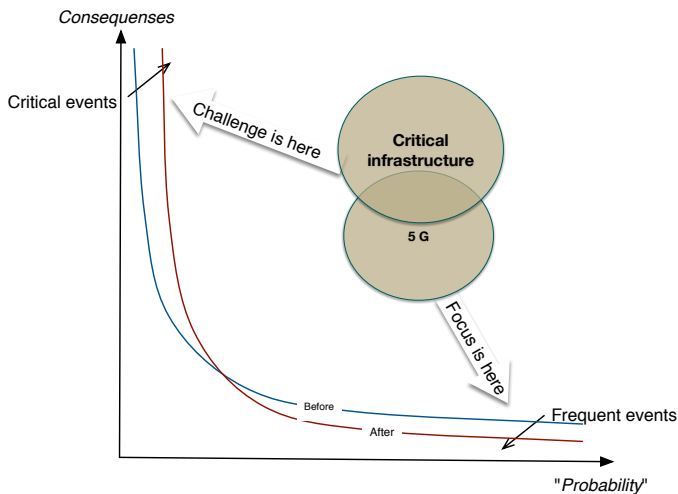 Consequenses
Critical events
Challenge is here
Critical
infrastructure
5 G
Focus is here
Before
After
Frequent events
"Probability"